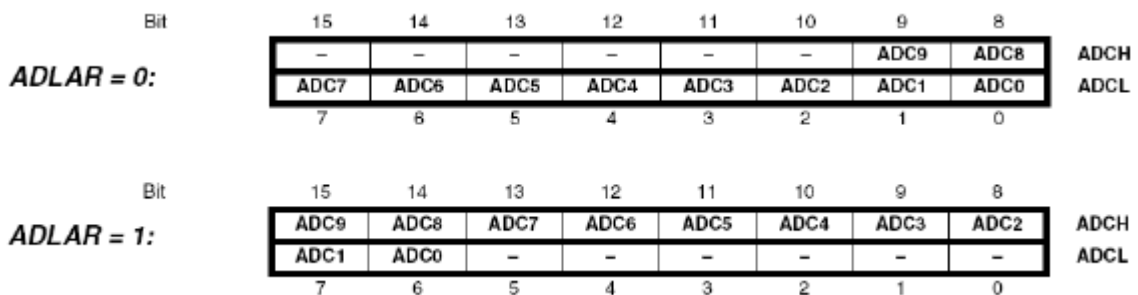 Bit 15 14 13 12 11 10 9 8
– – – – – – ADC9 ADC8 ADCH
ADLAR = 0:
ADC7 ADC6 ADC5 ADC4 ADC3 ADC2 ADC1 ADC0 ADCL
7 6 5 4 3 2 1 0
Bit 15 14 13 12 11 10 9 8
ADC9 ADC8 ADC7 ADC6 ADC5 ADC4 ADC3 ADC2 ADCH
ADLAR = 1:
ADC1 ADC0 – – – – – – ADCL
7 6 5 4 3 2 1 0